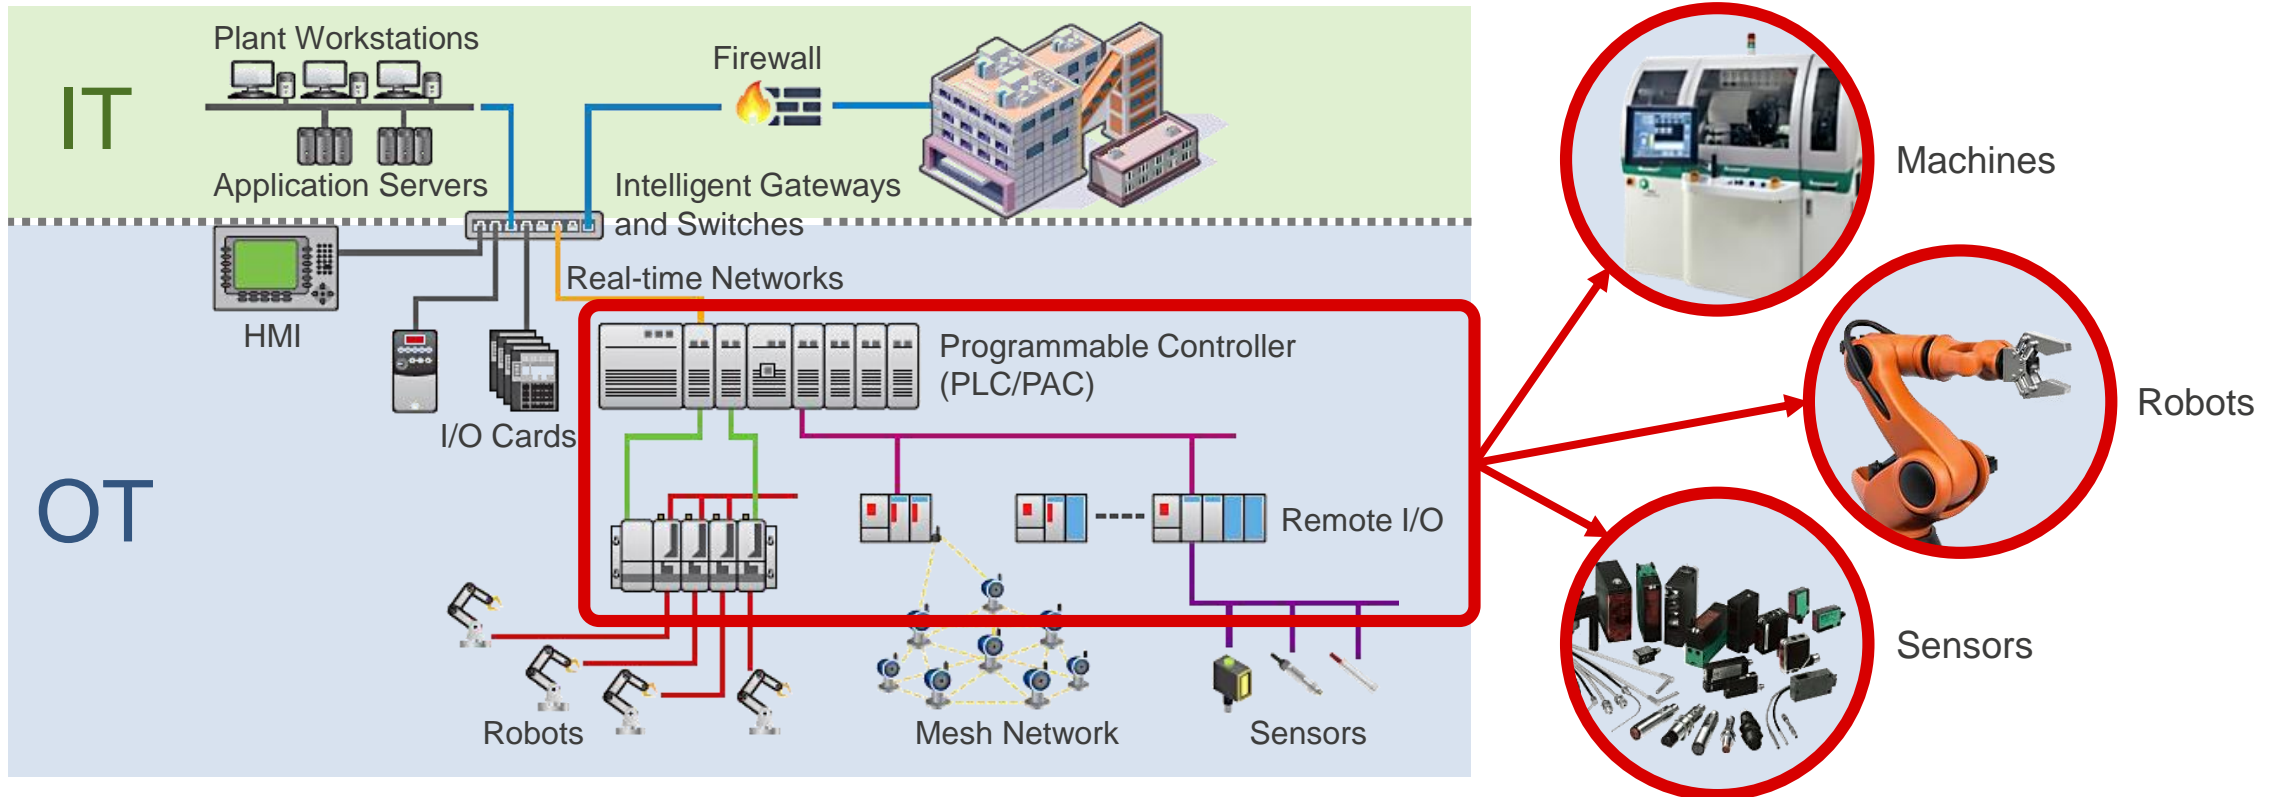 Plant Workstations
Firewall
IT
Application Servers
Intelligent Gateways
and Switches
Machines
Real-time Networks
HMI
Programmable Controller
(PLC/PAC)
Robots
I/O Cards
OT
Remote I/O
Sensors
Robots
Mesh Network
Sensors